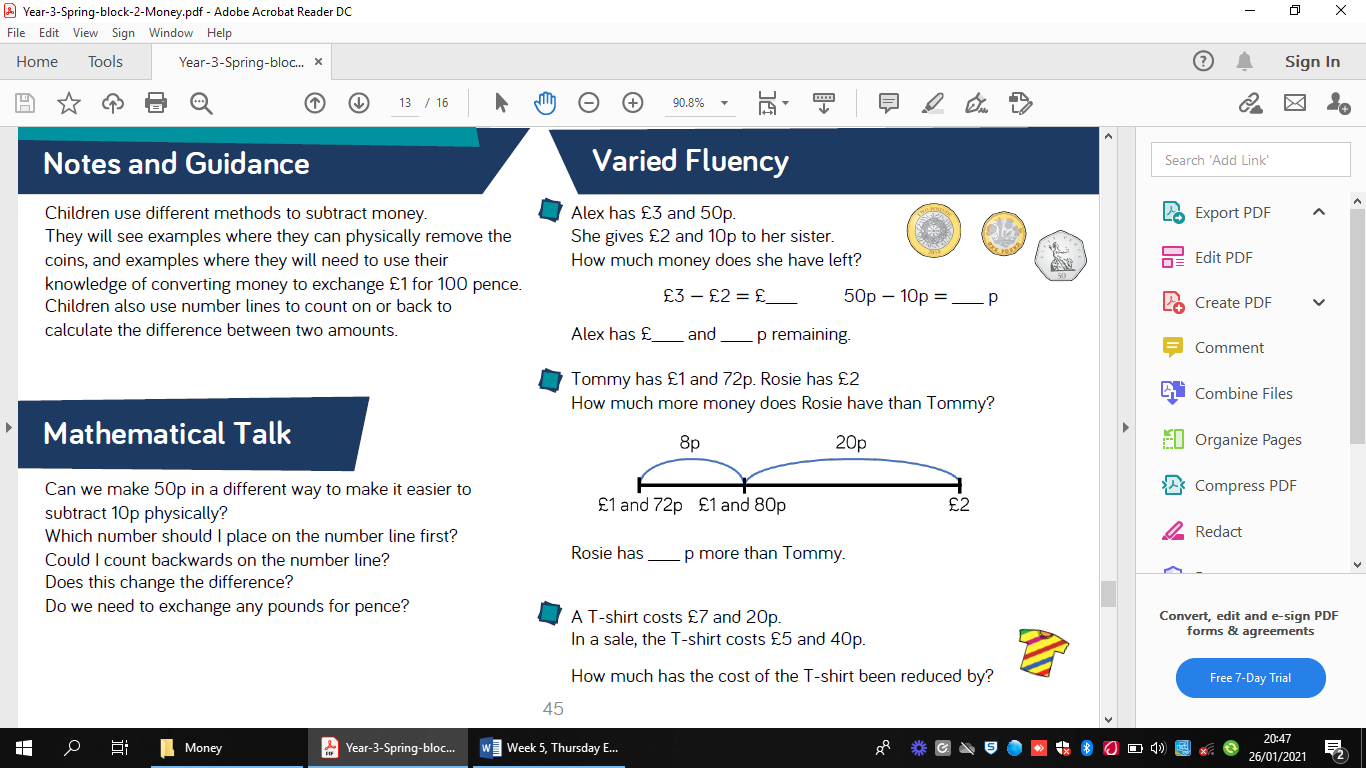 Year-3-Spring-block-2-Money.pdf - Adobe Acrobat Reader DC
File Edit View Sign Window Help
Home Tools Year-3-Spring-bloc... × Sign In
13 / 16 90.8%
Notes and Guidance
Children use different methods to subtract money.
They will see examples where they can physically remove the
coins, and examples where they will need to use their
knowledge of converting money to exchange £1 for 100 pence.
Children also use number lines to count on or back to
calculate the difference between two amounts.
Mathematical Talk
Can we make 50p in a different way to make it easier to
subtract 10p physically?
Which number should I place on the number line first?
Could I count backwards on the number line?
Does this change the difference?
Do we need to exchange any pounds for pence?
Varied Fluency
Alex has £3 and 50p.
She gives £2 and 10p to her sister.
How much money does she have left?
£3 − £2 = £____ 50p − 10p = ____ p
Alex has £____ and ____ p remaining.
Tommy has £1 and 72p. Rosie has £2
How much more money does Rosie have than Tommy?
8p 20p
£1 and 72p £1 and 80p £2
Rosie has ____ p more than Tommy.
A T-shirt costs £7 and 20p.
In a sale, the T-shirt costs £5 and 40p.
How much has the cost of the T-shirt been reduced by?
45
Search 'Add Link'
Export PDF
Edit PDF
Create PDF
Comment
Combine Files
Organize Pages
Compress PDF
Redact
Convert, edit and e-sign PDF
forms & agreements
Free 7-Day Trial
Money Year-3-Spring-bloc... Week 5, Thursday E...
20:47
26/01/2021
2